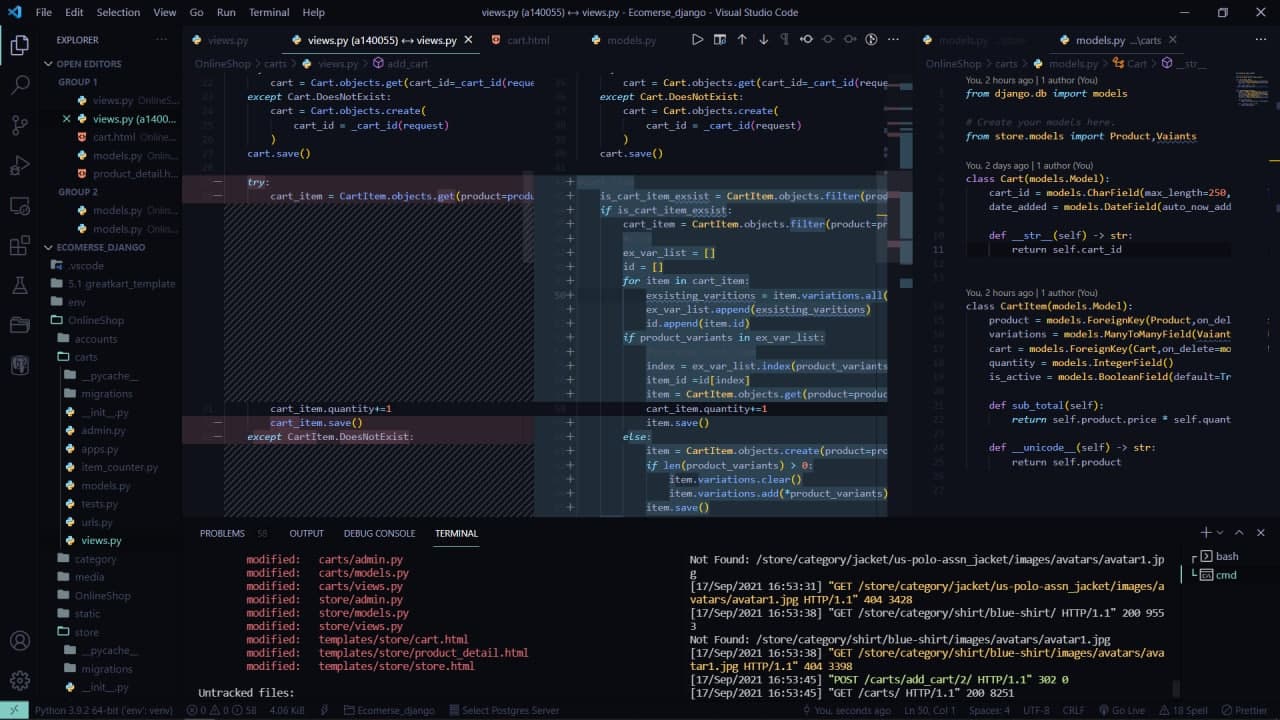 File Edit Selection View Go Run Terminal Help
views.py (a140055) ↔ views.py - Ecomerse_django - Visual Studio Code
EXPLORER ···
OPEN EDITORS
GROUP 1
views.py OnlineS...
× views.py (a1400...
cart.html Online...
models.py Onlin...
product_detail.h...
GROUP 2
models.py Onlin...
models.py Onlin...
ECOMERSE_DJANGO
.vscode
5.1 greatkart_template
env
OnlineShop
accounts
carts
__pycache__
migrations
__init__.py
admin.py
apps.py
item_counter.py
models.py
tests.py
urls.py
views.py
category
media
OnlineShop
static
store
__pycache__
migrations
__init__.py
views.py
views.py (a140055) ↔ views.py ×
cart.html
models.py
OnlineShop > carts > views.py > add_cart
cart = Cart.objects.get(cart_id=_cart_id(reque
except Cart.DoesNotExist:
cart = Cart.objects.create(
cart_id = _cart_id(request)
)
cart.save()
try:
cart_item = CartItem.objects.get(product=produ
cart_item.quantity+=1
cart_item.save()
except CartItem.DoesNotExist:
cart = Cart.objects.get(cart_id=_cart_id(reque
except Cart.DoesNotExist:
cart = Cart.objects.create(
cart_id = _cart_id(request)
)
cart.save()
is_cart_item_exsist = CartItem.objects.filter(prod
if is_cart_item_exsist:
cart_item = CartItem.objects.filter(product=pr
ex_var_list = []
id = []
for item in cart_item:
50+ exsisting_varitions = item.variations.all(
ex_var_list.append(exsisting_varitions)
id.append(item.id)
if product_variants in ex_var_list:
index = ex_var_list.index(product_variants
item_id =id[index]
item = CartItem.objects.get(product=produc
cart_item.quantity+=1
item.save()
else:
item = CartItem.objects.create(product=pro
if len(product_variants) > 0:
item.variations.clear()
item.variations.add(*product_variants)
item.save()
models.py ...\store
models.py ...\carts ×
OnlineShop > carts > models.py > Cart > __str__
You, 2 hours ago | 1 author (You)
from django.db import models
# Create your models here.
from store.models import Product,Vaiants
You, 2 days ago | 1 author (You)
class Cart(models.Model):
cart_id = models.CharField(max_length=250,
date_added = models.DateField(auto_now_add
def __str__(self) -> str:
11 return self.cart_id
You, 2 hours ago | 1 author (You)
class CartItem(models.Model):
product = models.ForeignKey(Product,on_del
variations = models.ManyToManyField(Vaiant
cart = models.ForeignKey(Cart,on_delete=mo
quantity = models.IntegerField()
is_active = models.BooleanField(default=Tr
def sub_total(self):
return self.product.price * self.quant
def __unicode__(self) -> str:
return self.product
PROBLEMS 58 OUTPUT DEBUG CONSOLE TERMINAL
modified: carts/admin.py
modified: carts/models.py
modified: carts/views.py
modified: store/admin.py
modified: store/models.py
modified: store/views.py
modified: templates/store/cart.html
modified: templates/store/product_detail.html
modified: templates/store/store.html
Untracked files:
Not Found: /store/category/jacket/us-polo-assn_jacket/images/avatars/avatar1.jp
g
[17/Sep/2021 16:53:31] "GET /store/category/jacket/us-polo-assn_jacket/images/a
vatars/avatar1.jpg HTTP/1.1" 404 3428
[17/Sep/2021 16:53:38] "GET /store/category/shirt/blue-shirt/ HTTP/1.1" 200 955
3
Not Found: /store/category/shirt/blue-shirt/images/avatars/avatar1.jpg
[17/Sep/2021 16:53:38] "GET /store/category/shirt/blue-shirt/images/avatars/ava
tar1.jpg HTTP/1.1" 404 3398
[17/Sep/2021 16:53:45] "POST /carts/add_cart/2/ HTTP/1.1" 302 0
[17/Sep/2021 16:53:45] "GET /carts/ HTTP/1.1" 200 8251
bash
cmd
Python 3.9.2 64-bit ('env': venv) 0 0 58 4.06 KiB Ecomerse_django Select Postgres Server You, seconds ago Ln 50, Col 1 Spaces: 4 UTF-8 CRLF Go Live 18 Spell Prettier